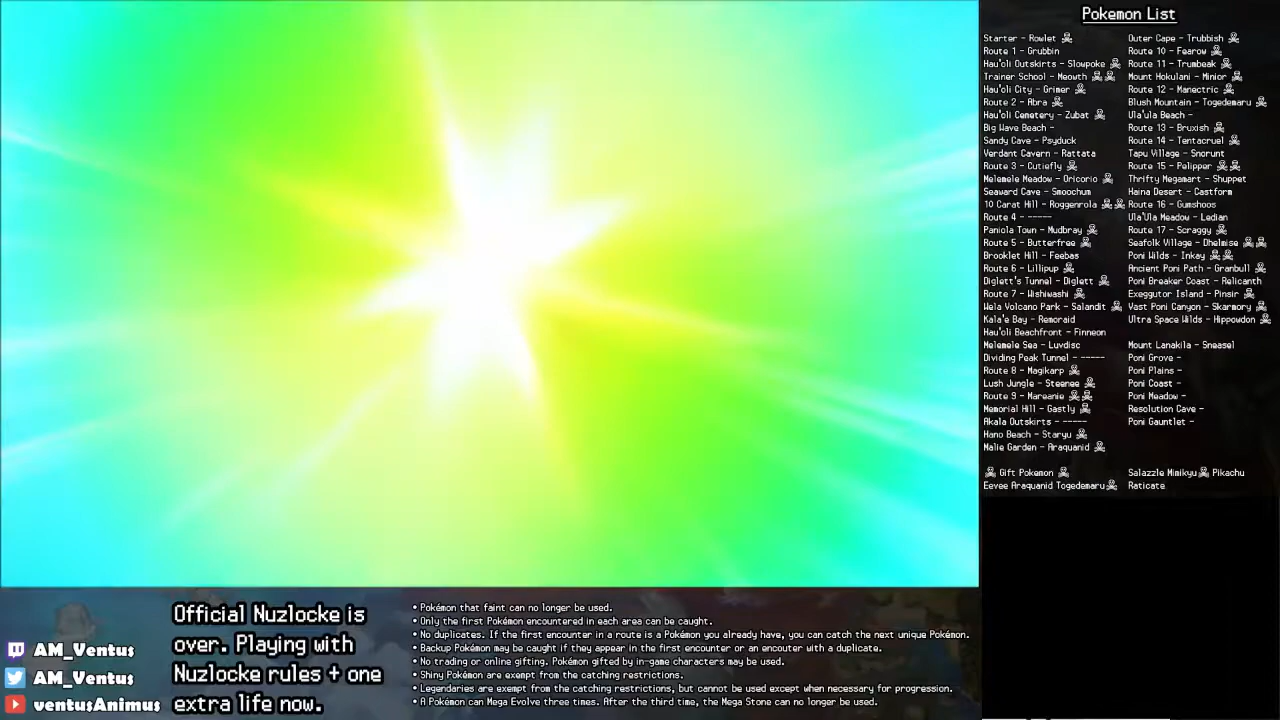 Pokemon List
Starter - Rowlet
Route 1 - Grubbin
Hau'oli Outskirts - Slowpoke
Trainer School - Meowth
Hau'oli City - Grimer
Route 2 - Abra
Hau'oli Cemetery - Zubat
Big Wave Beach -
Sandy Cave - Psyduck
Verdant Cavern - Rattata
Route 3 - Cutiefly
Melemele Meadow - Oricorio
Seaward Cave - Smoochum
10 Carat Hill - Roggenrola
Route 4 - -----
Paniola Town - Mudbray
Route 5 - Butterfree
Brooklet Hill - Feebas
Route 6 - Lillipup
Diglett's Tunnel - Diglett
Route 7 - Wishiwashi
Wela Volcano Park - Salandit
Kala'e Bay - Remoraid
Hau'oli Beachfront - Finneon
Melemele Sea - Luvdisc
Dividing Peak Tunnel - -----
Route 8 - Magikarp
Lush Jungle - Steenee
Route 9 - Mareanie
Memorial Hill - Gastly
Akala Outskirts - -----
Hano Beach - Staryu
Malie Garden - Araquanid
Outer Cape - Trubbish
Route 10 - Fearow
Route 11 - Trumbeak
Mount Hokulani - Minior
Route 12 - Manectric
Blush Mountain - Togedemaru
Ula'ula Beach -
Route 13 - Bruxish
Route 14 - Tentacruel
Tapu Village - Snorunt
Route 15 - Pelipper
Thrifty Megamart - Shuppet
Haina Desert - Castform
Route 16 - Gumshoos
Ula'Ula Meadow - Ledian
Route 17 - Scraggy
Seafolk Village - Dhelmise
Poni Wilds - Inkay
Ancient Poni Path - Granbull
Poni Breaker Coast - Relicanth
Exeggutor Island - Pinsir
Vast Poni Canyon - Skarmory
Ultra Space Wilds - Hippowdon
Mount Lanakila - Sneasel
Poni Grove -
Poni Plains -
Poni Coast -
Poni Meadow -
Resolution Cave -
Poni Gauntlet -
Gift Pokemon
Eevee Araquanid Togedemaru
Salazzle Mimikyu Pikachu
Raticate
AM_Ventus
AM_Ventus
ventusAnimus
Official Nuzlocke is
over. Playing with
Nuzlocke rules + one
extra life now.
• Pokémon that faint can no longer be used.
• Only the first Pokémon encountered in each area can be caught.
• No duplicates. If the first encounter in a route is a Pokémon you already have, you can catch the next unique Pokémon.
• Backup Pokémon may be caught if they appear in the first encounter or an encouter with a duplicate.
• No trading or online gifting. Pokémon gifted by in-game characters may be used.
• Shiny Pokémon are exempt from the catching restrictions.
• Legendaries are exempt from the catching restrictions, but cannot be used except when necessary for progression.
• A Pokémon can Mega Evolve three times. After the third time, the Mega Stone can no longer be used.